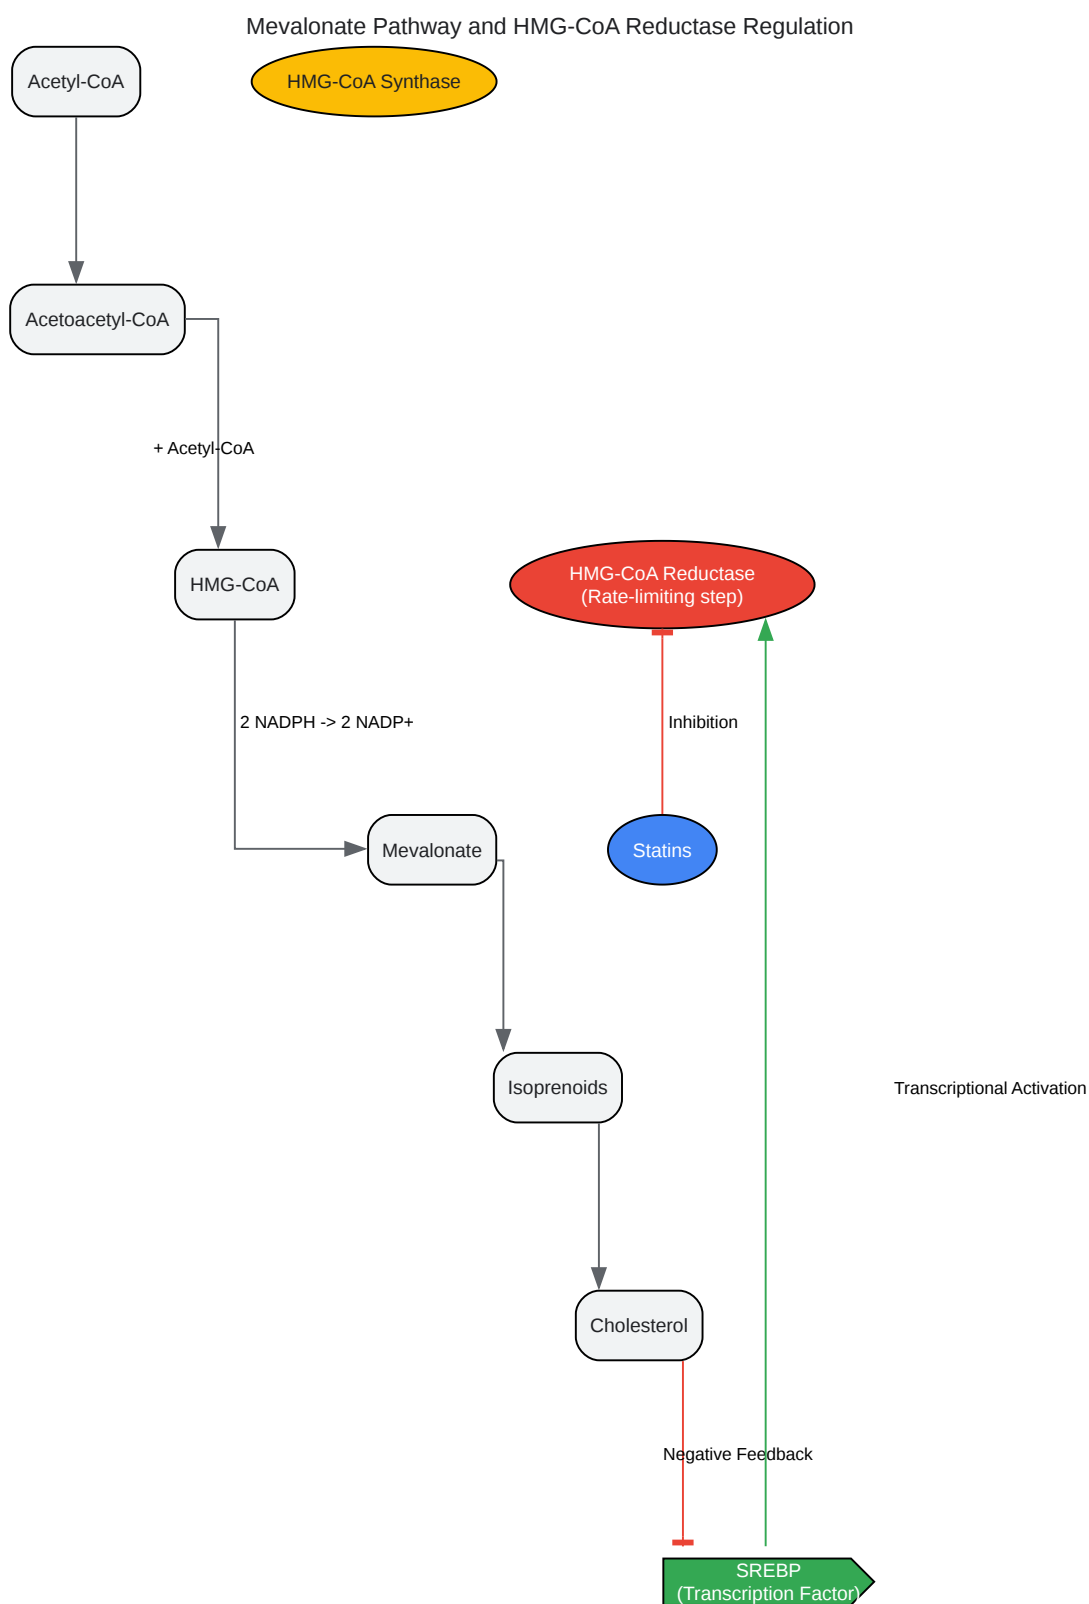 Mevalonate Pathway and HMG-CoA Reductase Regulation
Acetyl-CoA
HMG-CoA Synthase
Acetoacetyl-CoA
+ Acetyl-CoA
HMG-CoA
HMG-CoA Reductase
(Rate-limiting step)
2 NADPH -> 2 NADP+
Inhibition
Mevalonate
Statins
Isoprenoids
Transcriptional Activation
Cholesterol
Negative Feedback
SREBP
(Transcription Factor)